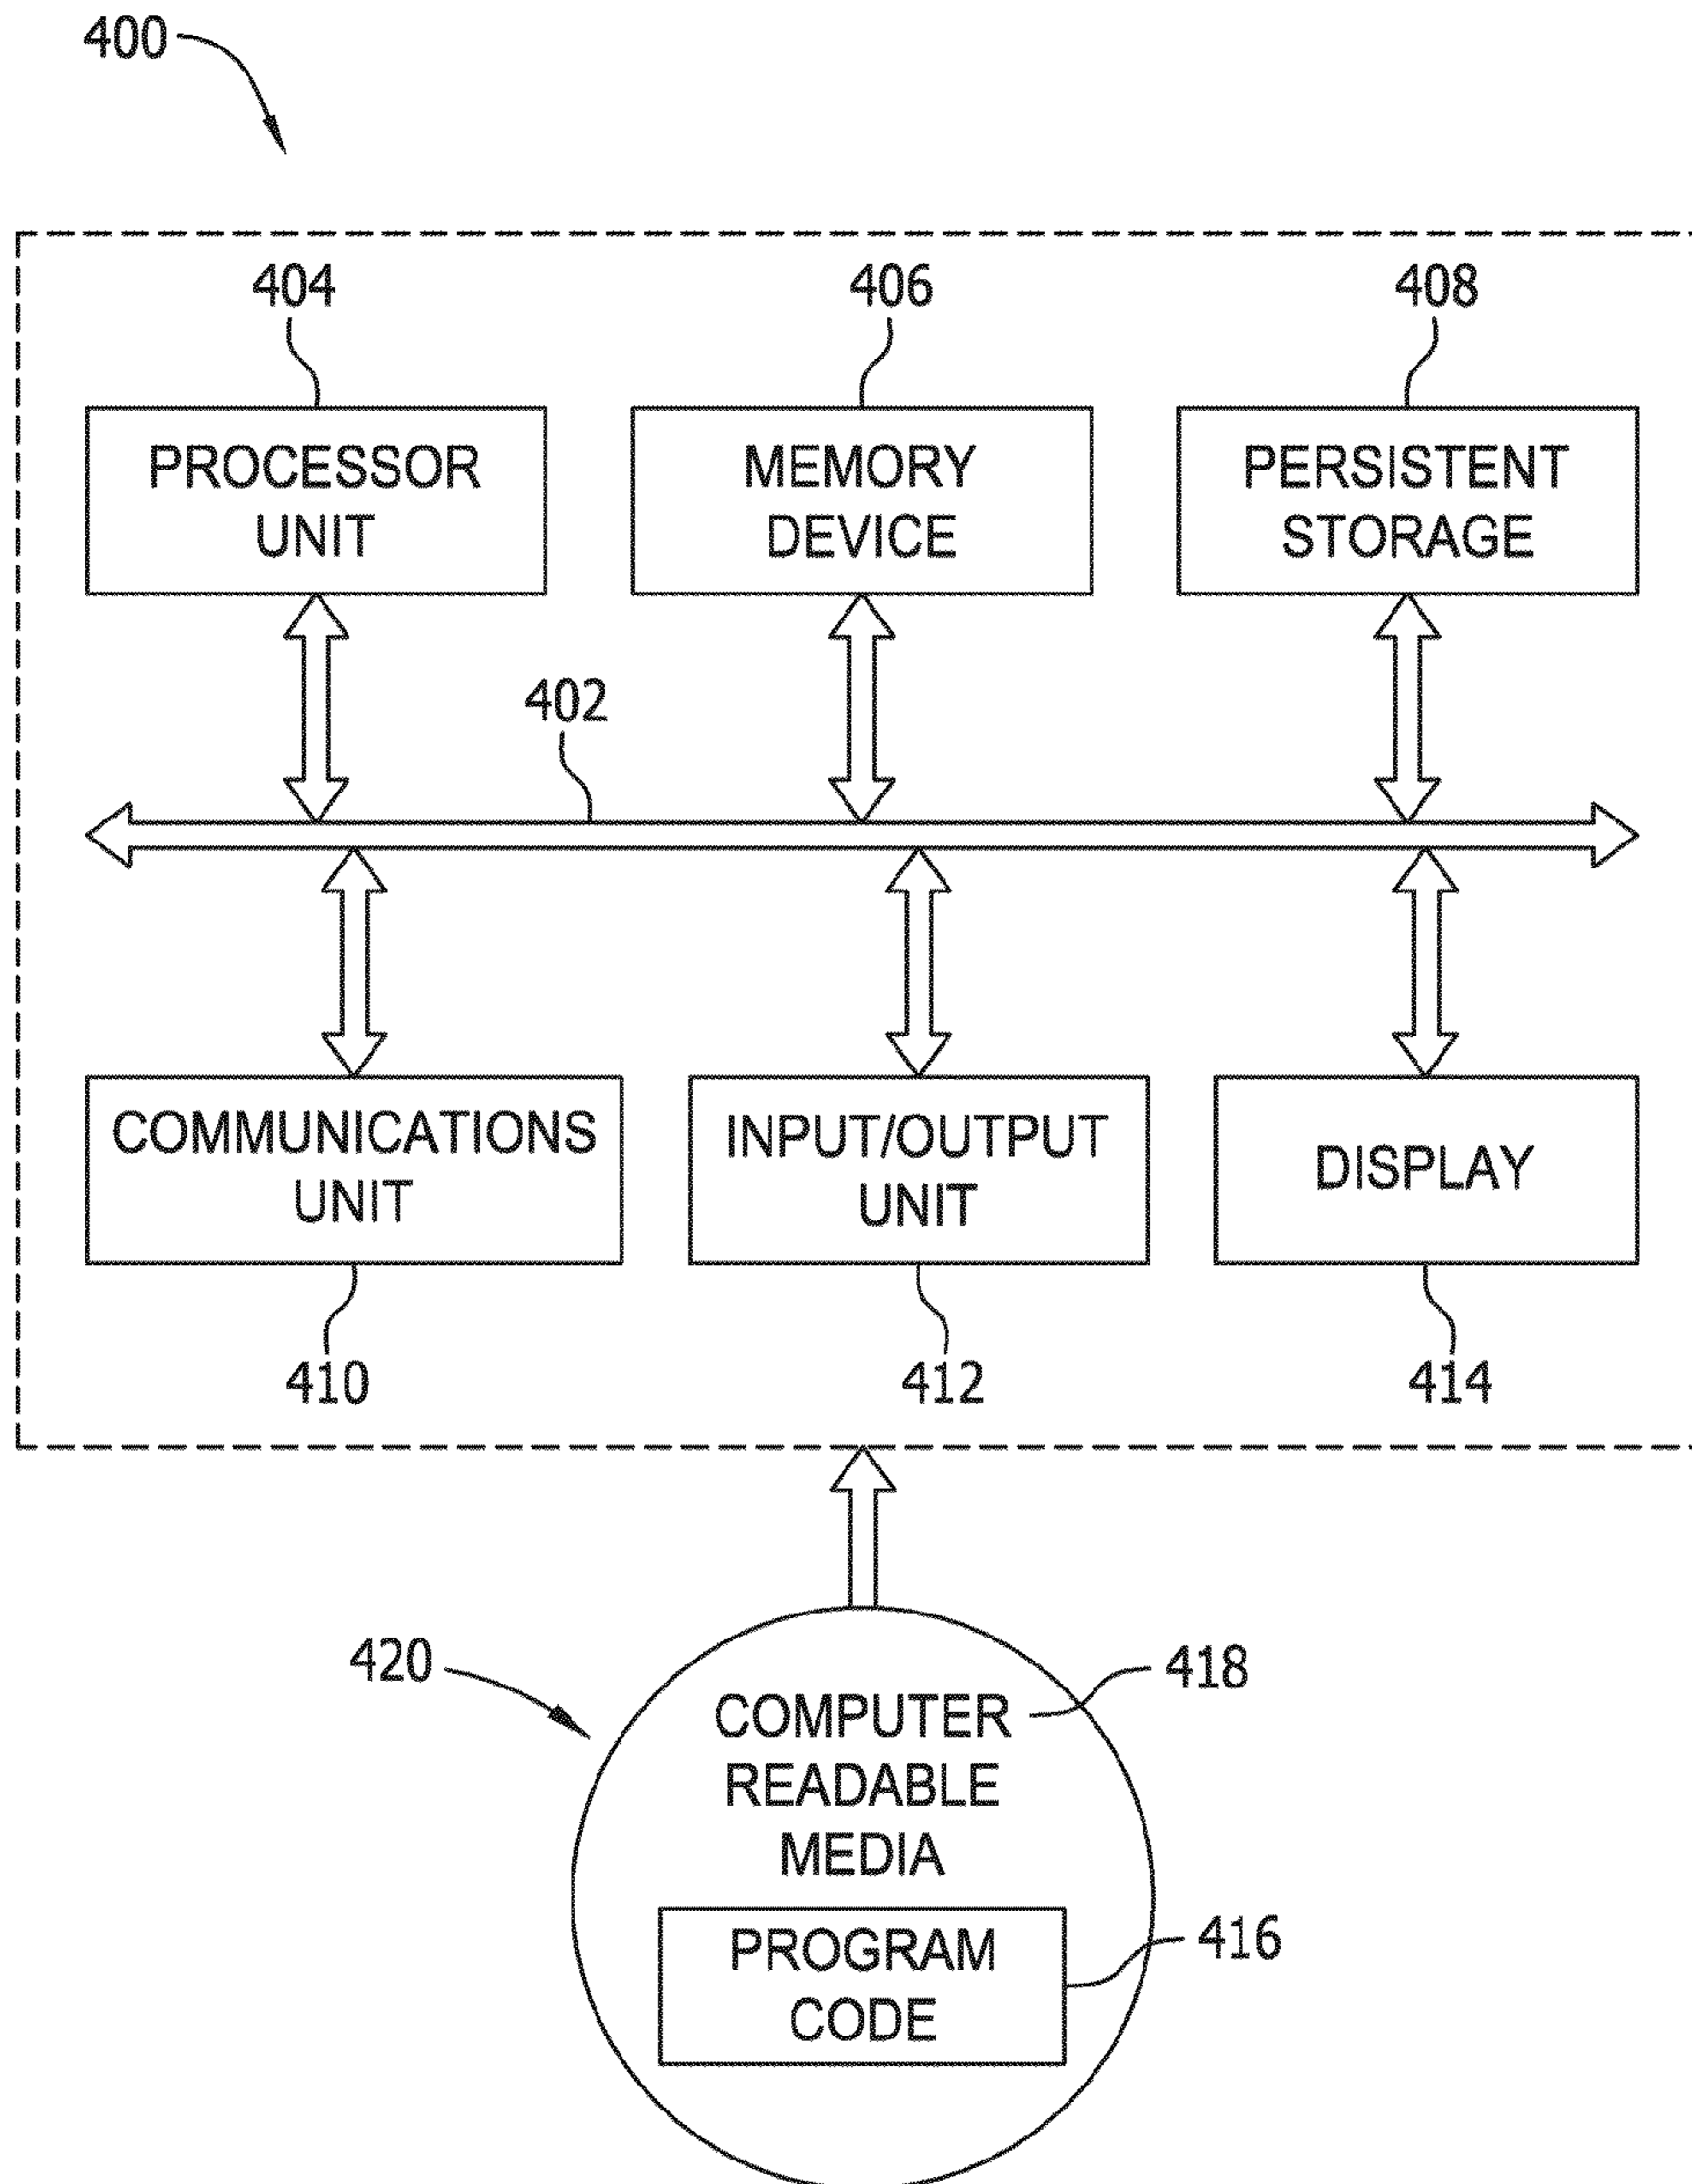 400
404
406
408
PROCESSOR
UNIT
MEMORY
DEVICE
PERSISTENT
STORAGE
402
COMMUNICATIONS
UNIT
INPUT/OUTPUT
UNIT
DISPLAY
410
412
414
420
418
COMPUTER
READABLE
MEDIA
PROGRAM
CODE
416